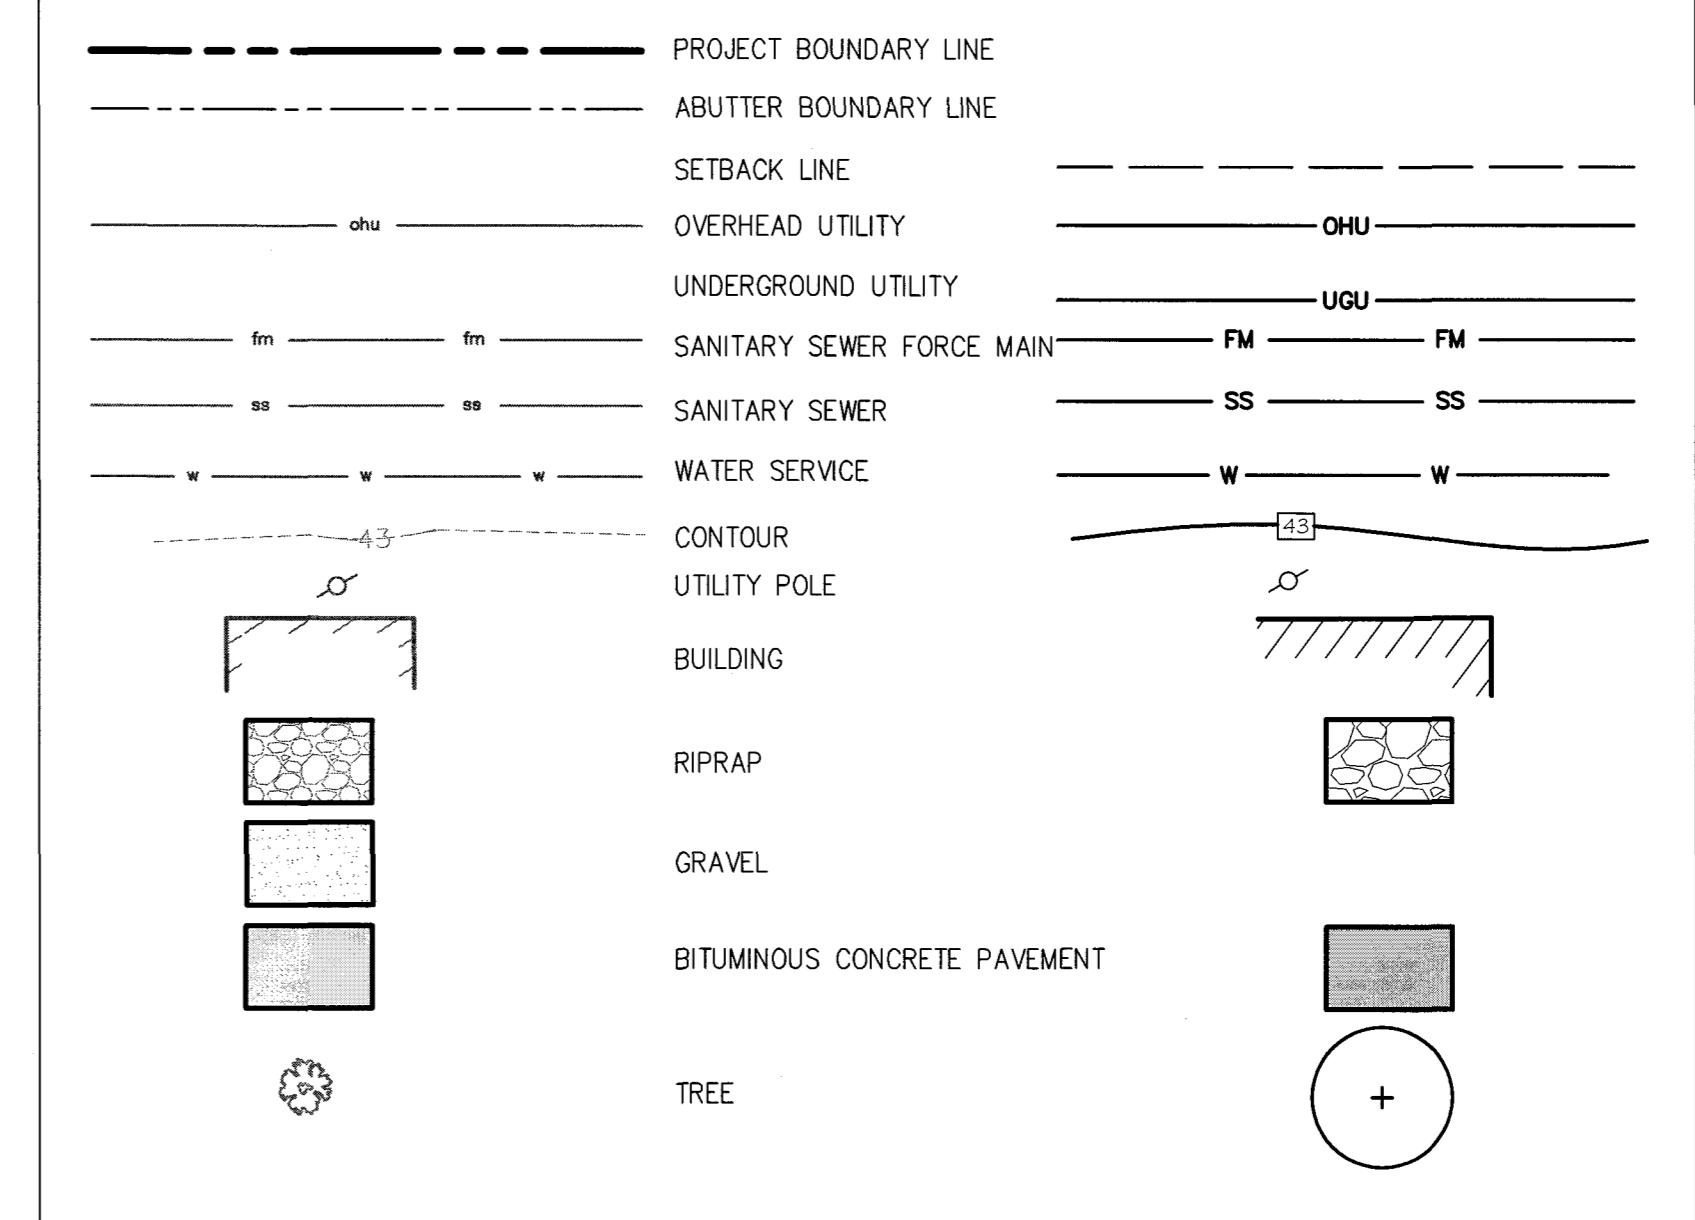 PROJECT BOUNDARY LINE
ABUTTER BOUNDARY LINE
SETBACK LINE
ohu OVERHEAD UTILITY OHU
UNDERGROUND UTILITY UGU
fm fm SANITARY SEWER FORCE MAIN FM FM
ss ss SANITARY SEWER SS SS
w w w WATER SERVICE W W
43 CONTOUR 43
UTILITY POLE
BUILDING
RIPRAP
GRAVEL
BITUMINOUS CONCRETE PAVEMENT
TREE